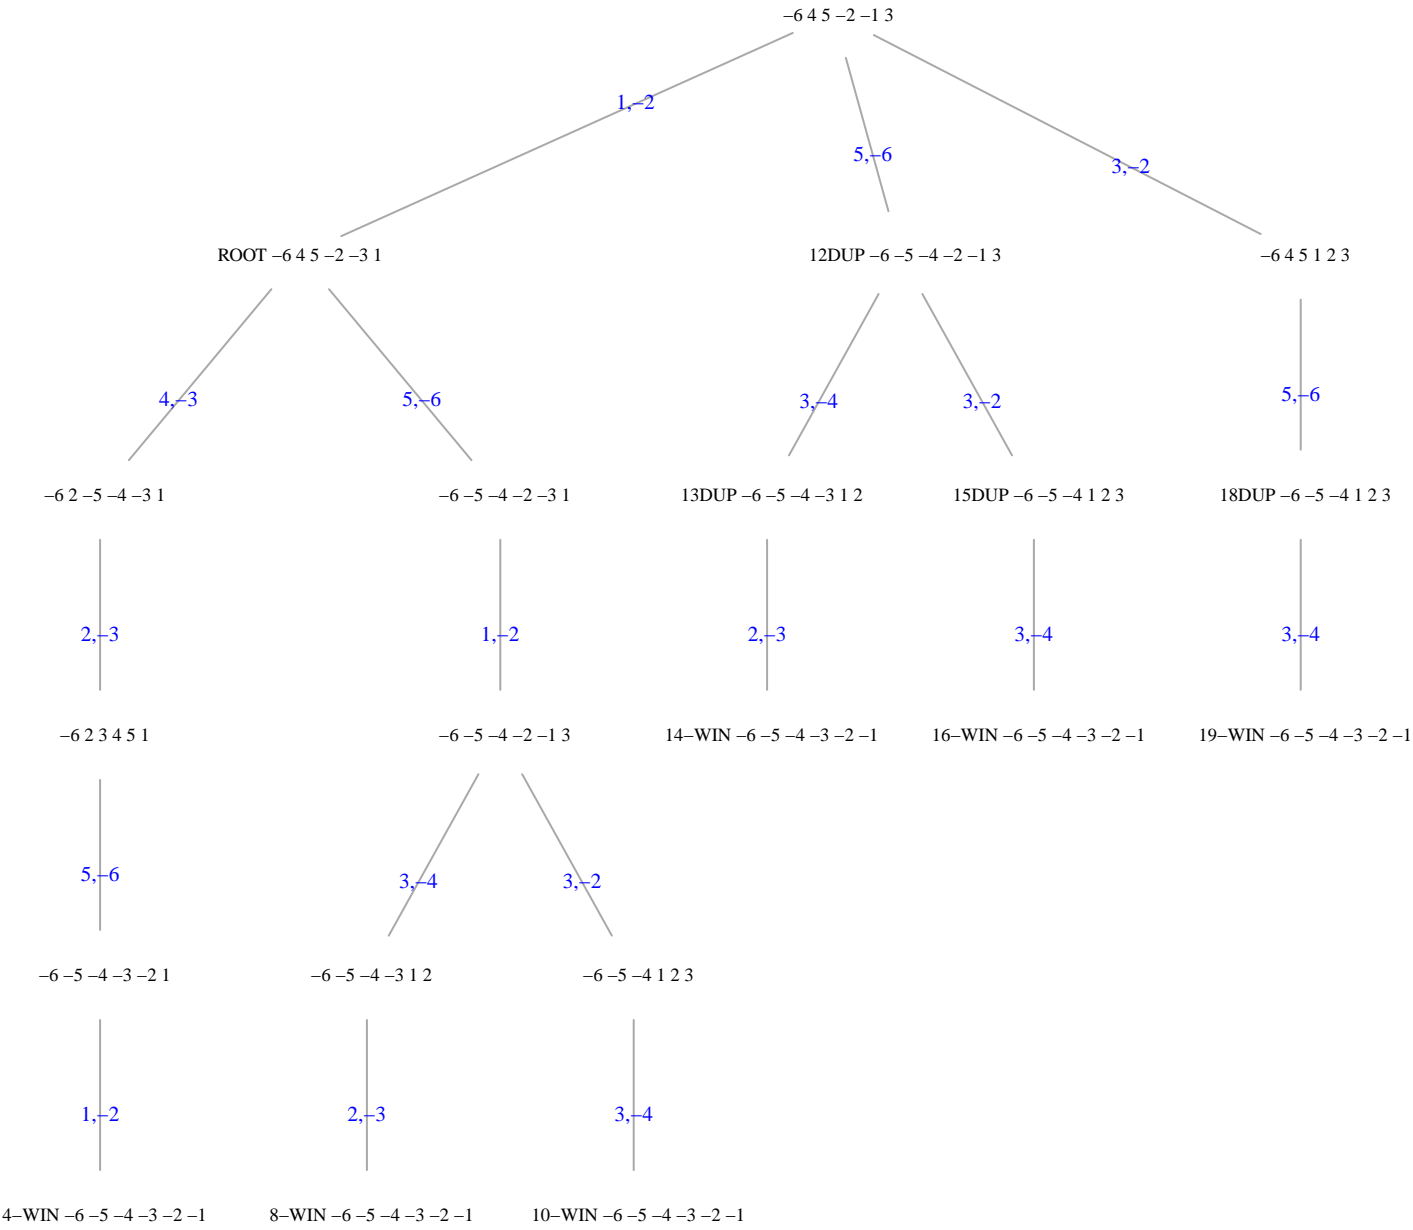 –6 4 5 –2 –1 3
1,–2
5,–6
3,–2
ROOT –6 4 5 –2 –3 1
12DUP –6 –5 –4 –2 –1 3
–6 4 5 1 2 3
4,–3
5,–6
3,–4
3,–2
5,–6
–6 2 –5 –4 –3 1
–6 –5 –4 –2 –3 1
13DUP –6 –5 –4 –3 1 2
15DUP –6 –5 –4 1 2 3
18DUP –6 –5 –4 1 2 3
2,–3
1,–2
2,–3
3,–4
3,–4
–6 2 3 4 5 1
–6 –5 –4 –2 –1 3
14–WIN –6 –5 –4 –3 –2 –1
16–WIN –6 –5 –4 –3 –2 –1
19–WIN –6 –5 –4 –3 –2 –1
5,–6
3,–4
3,–2
–6 –5 –4 –3 –2 1
–6 –5 –4 –3 1 2
–6 –5 –4 1 2 3
1,–2
2,–3
3,–4
4–WIN –6 –5 –4 –3 –2 –1
8–WIN –6 –5 –4 –3 –2 –1
10–WIN –6 –5 –4 –3 –2 –1